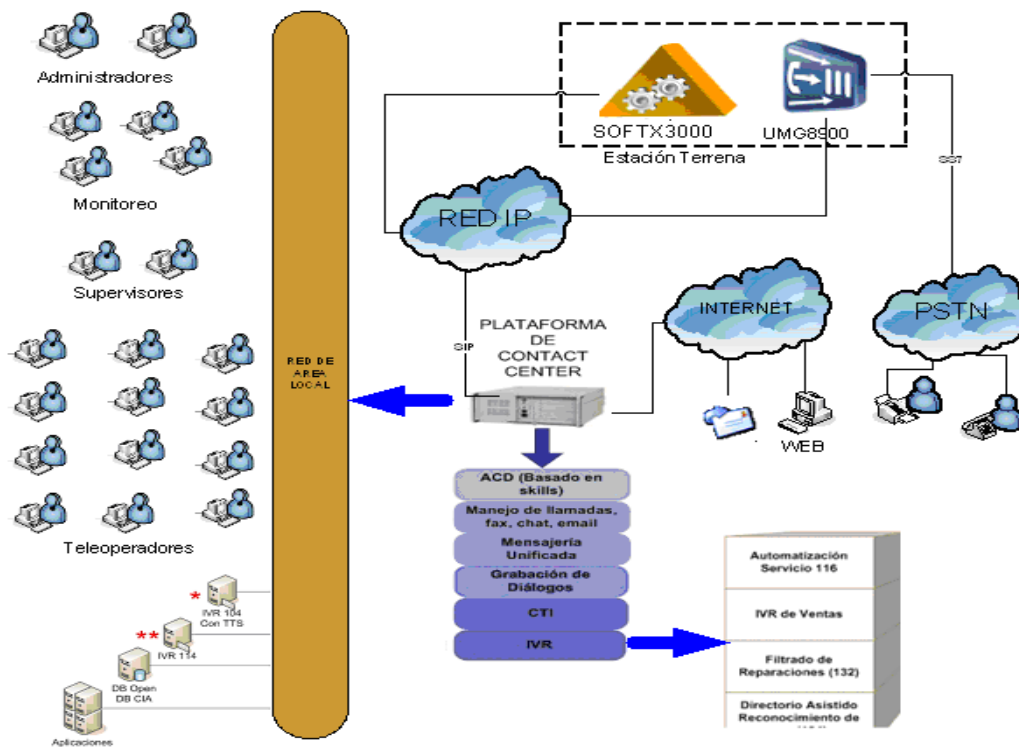 Administradores
Monitoreo
Supervisores
Teleoperadores
*
IVR 104
Con TTS
**
IVR 114
DB Open
DB CIA
Aplicaciones
RED DE
AREA
LOCAL
SOFTX3000
UMG8900
Estación Terrena
RED IP
SS7
SIP
INTERNET
PSTN
PLATAFORMA
DE
CONTACT
CENTER
WEB
ACD (Basado en
skills)
Manejo de llamadas,
fax, chat, email
Mensajería
Unificada
Grabación de
Diálogos
CTI
IVR
Automatización
Servicio 116
IVR de Ventas
Filtrado de
Reparaciones (132)
Directorio Asistido
Reconocimiento de